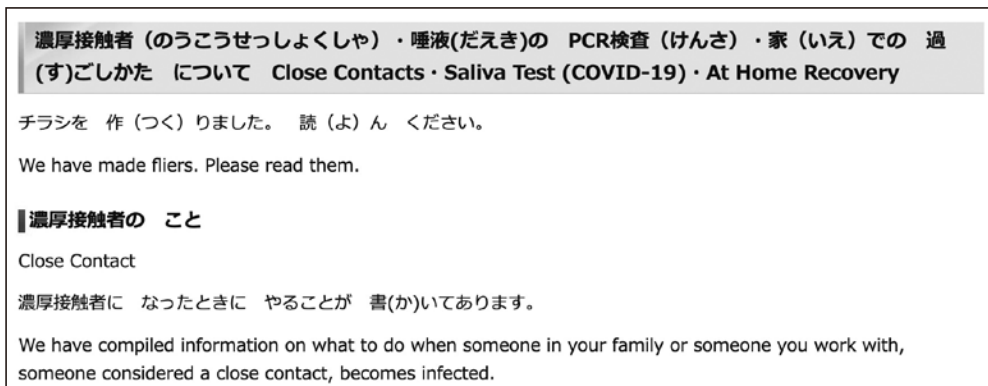 濃厚接触者（のうこうせっしょくしゃ）・唾液(だえき)の　PCR検査（けんさ）・家（いえ）での　過
(す)ごしかた　について　Close Contacts・Saliva Test (COVID-19)・At Home Recovery
チラシを　作（つく）りました。　読（よ）ん　ください。
We have made fliers. Please read them.
濃厚接触者の　こと
Close Contact
濃厚接触者に　なったときに　やることが　書(か)いてあります。
We have compiled information on what to do when someone in your family or someone you work with,
someone considered a close contact, becomes infected.